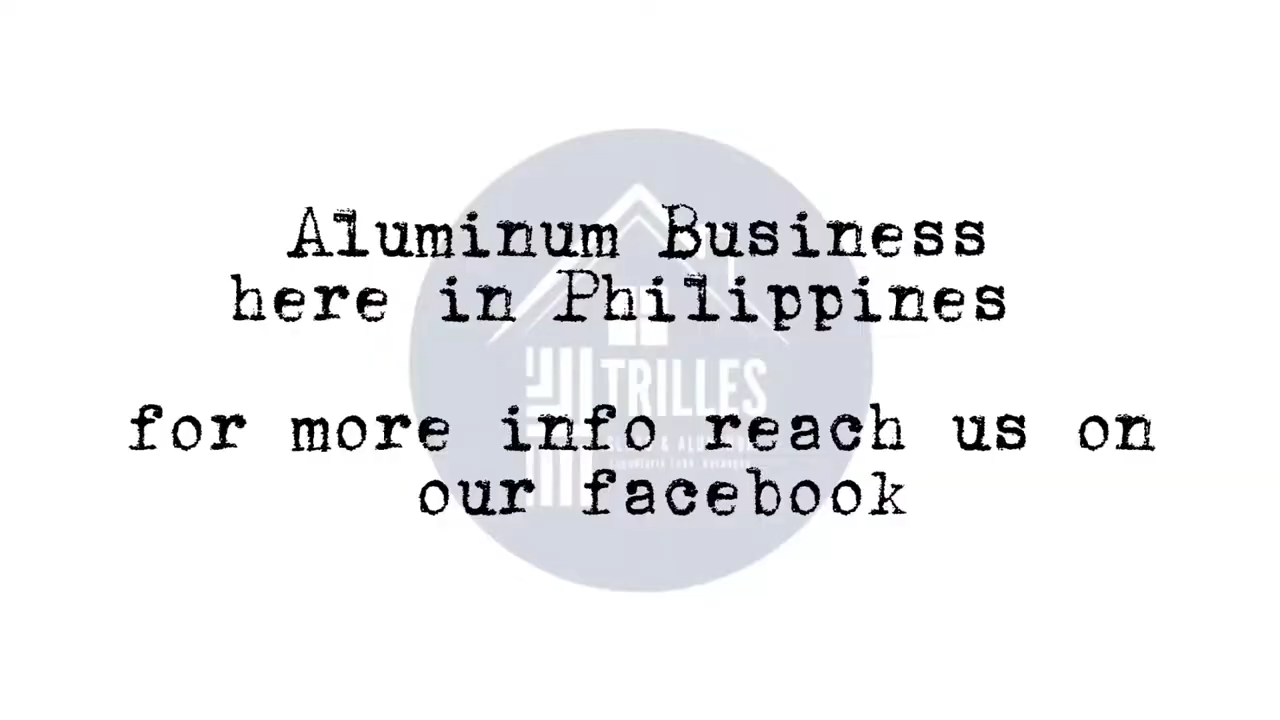 Aluminum Business
here in Philippines
TRILLES
for more info reach us on
our facebook